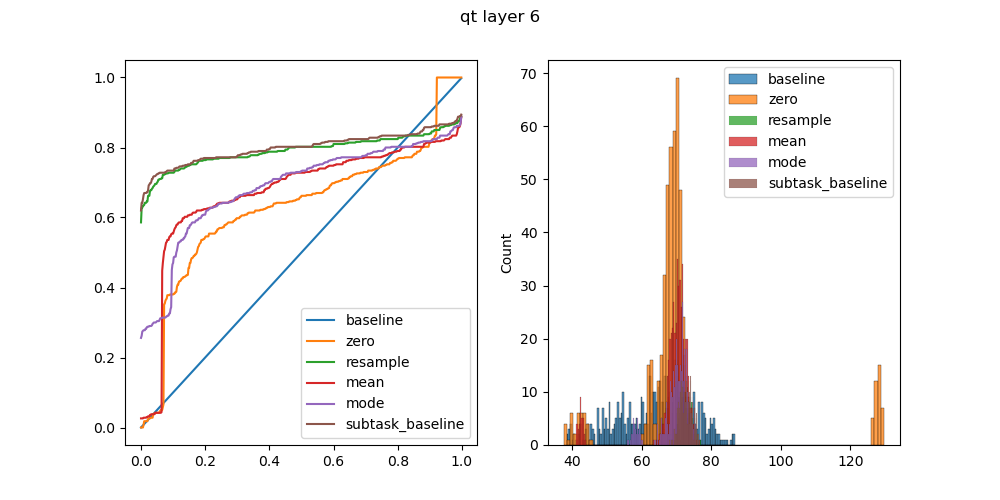 qt layer 6
1.0
0.8
0.6
0.4
0.2
0.0
0.0 0.2 0.4 0.6 0.8 1.0
baseline
zero
resample
mean
mode
subtask_baseline
Count
70
60
50
40
30
20
10
0
40 60 80 100 120
baseline
zero
resample
mean
mode
subtask_baseline